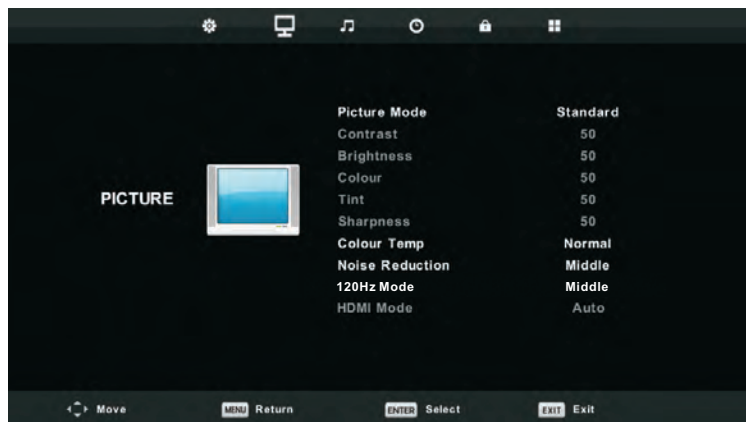 Picture Mode Standard
Contrast 50
Brightness 50
Colour 50
PICTURE
Tint 50
Sharpness 50
Colour Temp Normal
Noise Reduction Middle
120Hz Mode Middle
HDMI Mode Auto
Move MENU Return ENTER Select EXIT Exit